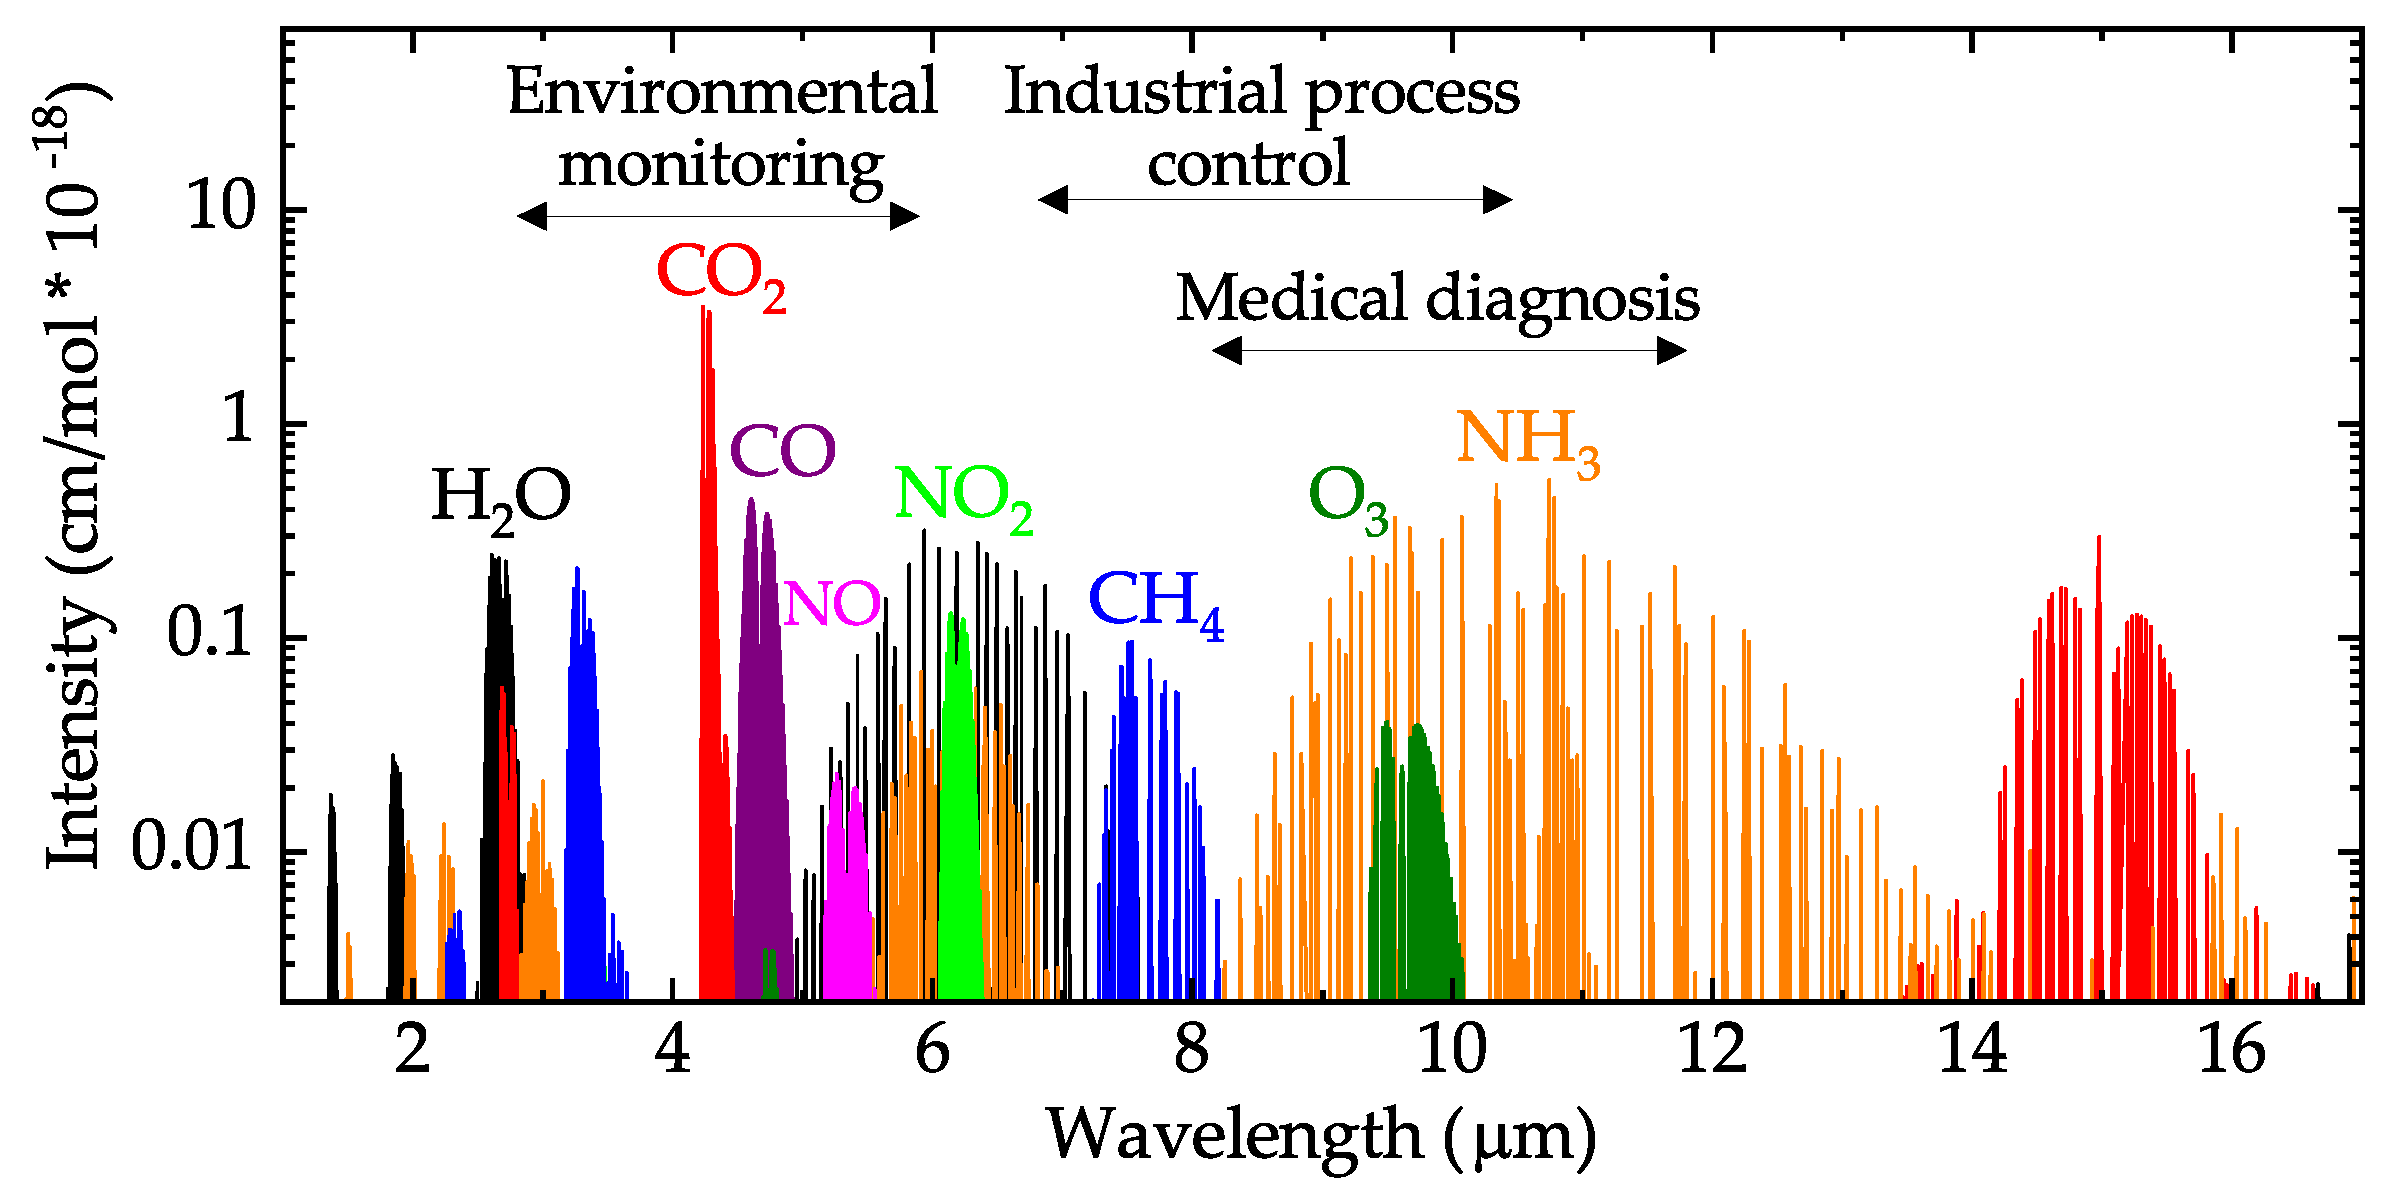 Environmental
monitoring
Industrial process
control
Medical diagnosis
CO₂
CO
H₂O
NO
NO₂
CH₄
O₃
NH₃
Intensity (cm/mol * 10⁻¹⁸)
10
1
0.1
0.01
2 4 6 8 10 12 14 16
Wavelength (μm)